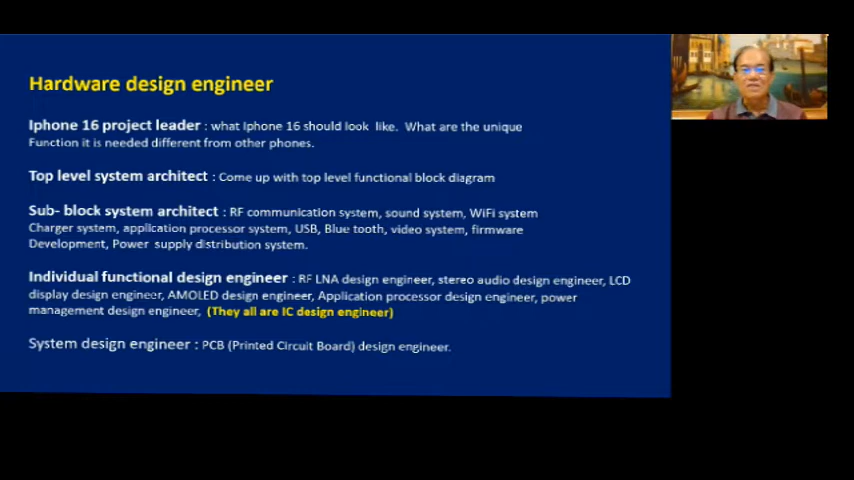 Hardware design engineer
Iphone 16 project leader : what Iphone 16 should look like. What are the unique
Function it is needed different from other phones.
Top level system architect : Come up with top level functional block diagram
Sub- block system architect : RF communication system, sound system, WiFi system
Charger system, application processor system, USB, Blue tooth, video system, firmware
Development, Power supply distribution system.
Individual functional design engineer : RF LNA design engineer, stereo audio design engineer, LCD
display design engineer, AMOLED design engineer, Application processor design engineer, power
management design engineer, (They all are IC design engineer)
System design engineer : PCB (Printed Circuit Board) design engineer.